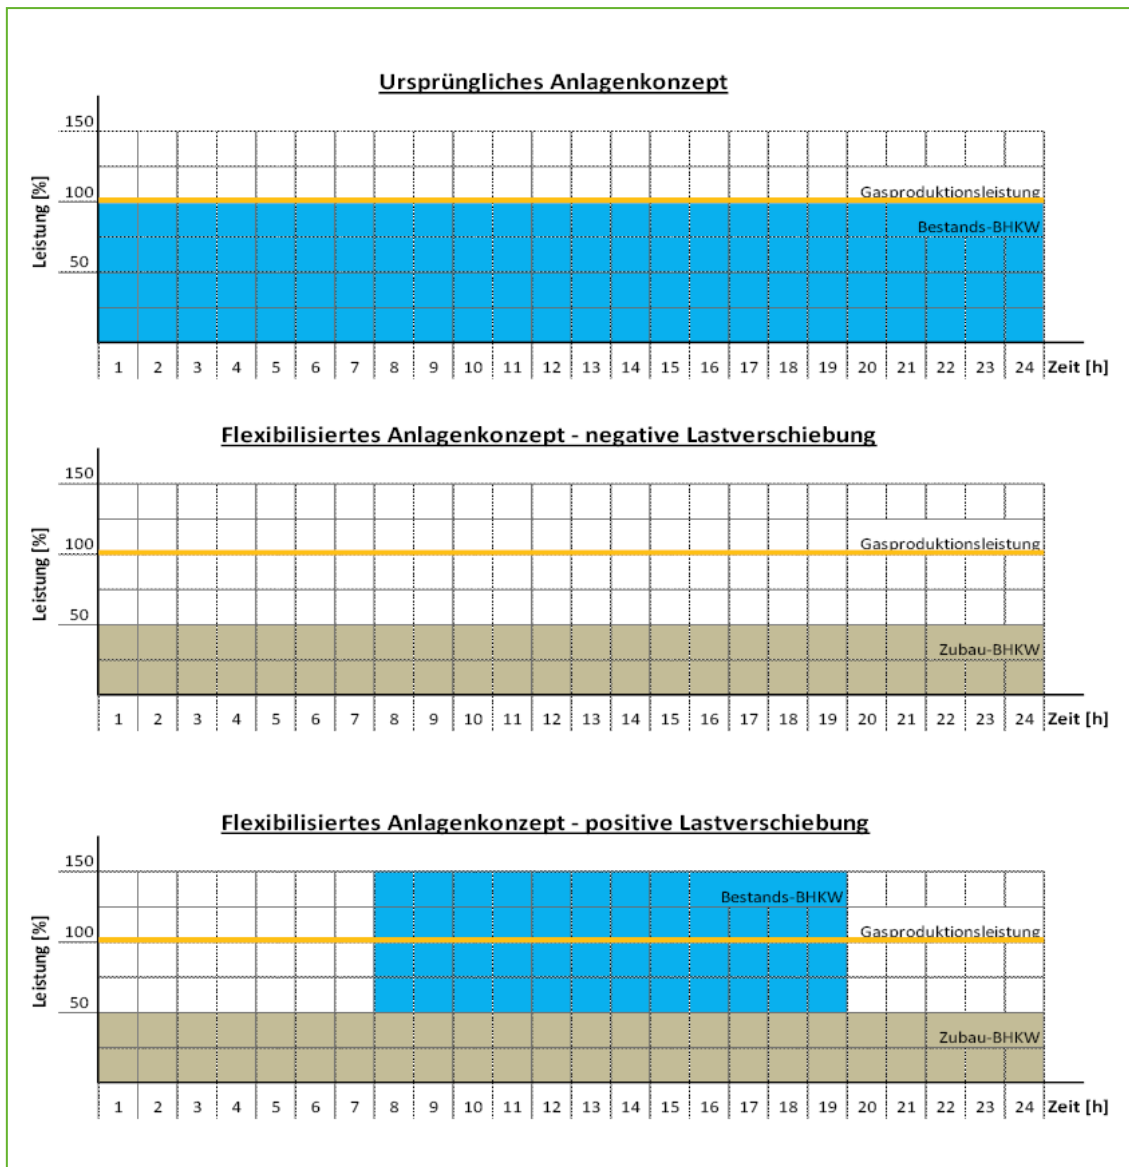 Ursprüngliches Anlagenkonzept
150
100
50
Leistung [%]
Gasproduktionsleistung
Bestands-BHKW
1 2 3 4 5 6 7 8 9 10 11 12 13 14 15 16 17 18 19 20 21 22 23 24 Zeit [h]
Flexibilisiertes Anlagenkonzept - negative Lastverschiebung
150
100
50
Leistung [%]
Gasproduktionsleistung
Zubau-BHKW
1 2 3 4 5 6 7 8 9 10 11 12 13 14 15 16 17 18 19 20 21 22 23 24 Zeit [h]
Flexibilisiertes Anlagenkonzept - positive Lastverschiebung
150
100
50
Leistung [%]
Bestands-BHKW
Gasproduktionsleistung
Zubau-BHKW
1 2 3 4 5 6 7 8 9 10 11 12 13 14 15 16 17 18 19 20 21 22 23 24 Zeit [h]